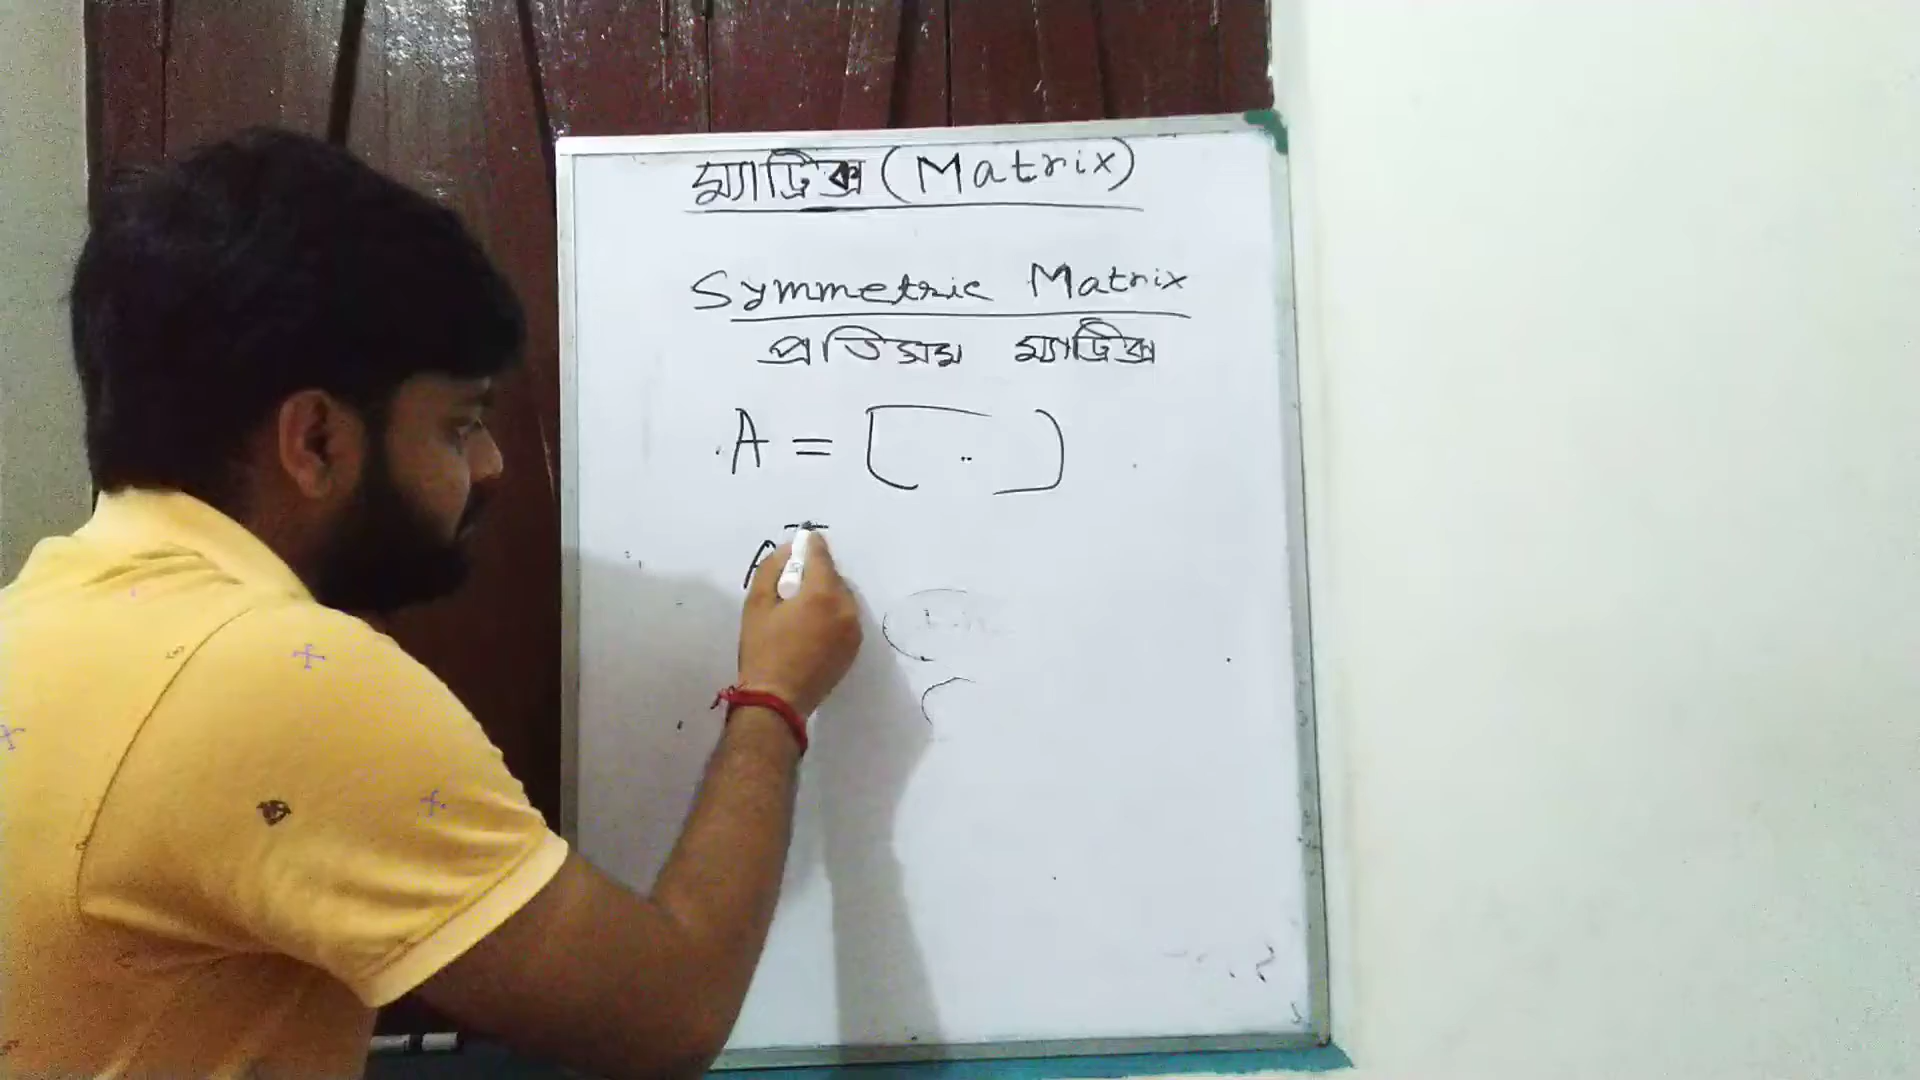 ম্যাট্রিক্স (Matrix)
Symmetric Matrix
প্রতিসম ম্যাট্রিক্স
A = [ .. ]
A